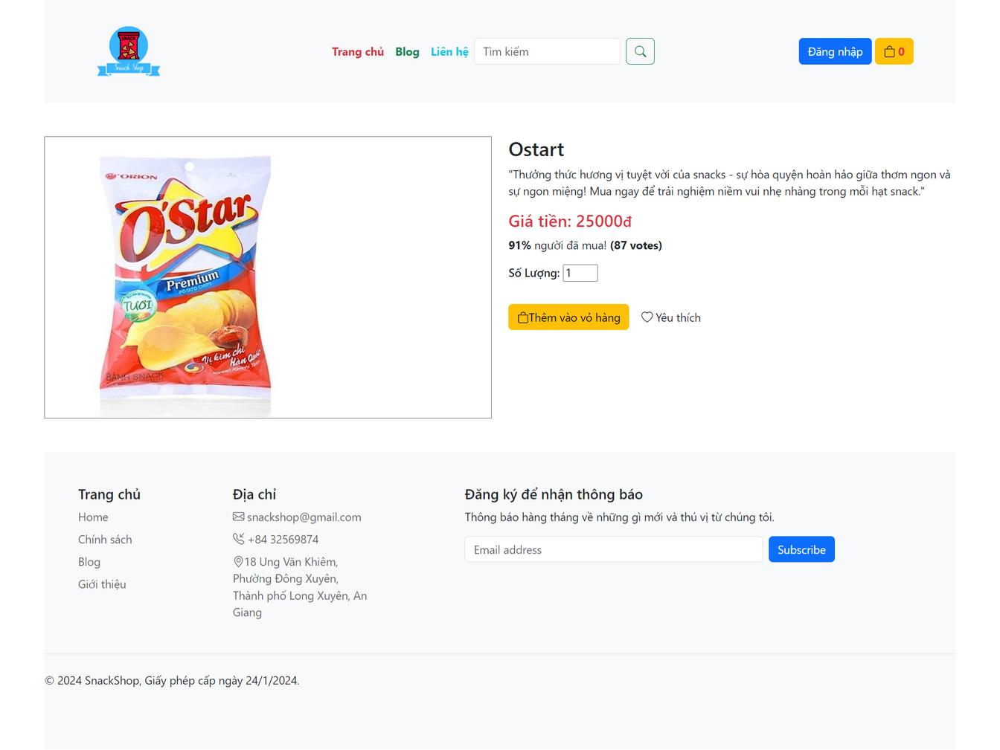 SNACK
Snack Shop
Trang chủ Blog Liên hệ Tìm kiếm
Đăng nhập 0
ORION
O'Star
Premium
POTATO CHIPS
TƯƠI
Vị kim chi
Hàn Quốc
Korean Kimchi
BÁNH SNACK
Ostart
"Thưởng thức hương vị tuyệt vời của snacks - sự hòa quyện hoàn hảo giữa thơm ngon và
sự ngon miệng! Mua ngay để trải nghiệm niềm vui nhẹ nhàng trong mỗi hạt snack."
Giá tiền: 25000đ
91% người đã mua! (87 votes)
Số Lượng: 1
Thêm vào vỏ hàng Yêu thích
Trang chủ
Home
Chính sách
Blog
Giới thiệu
Địa chỉ
snackshop@gmail.com
+84 32569874
18 Ung Văn Khiêm,
Phường Đông Xuyên,
Thành phố Long Xuyên, An
Giang
Đăng ký để nhận thông báo
Thông báo hàng tháng về những gì mới và thú vị từ chúng tôi.
Email address Subscribe
© 2024 SnackShop, Giấy phép cấp ngày 24/1/2024.